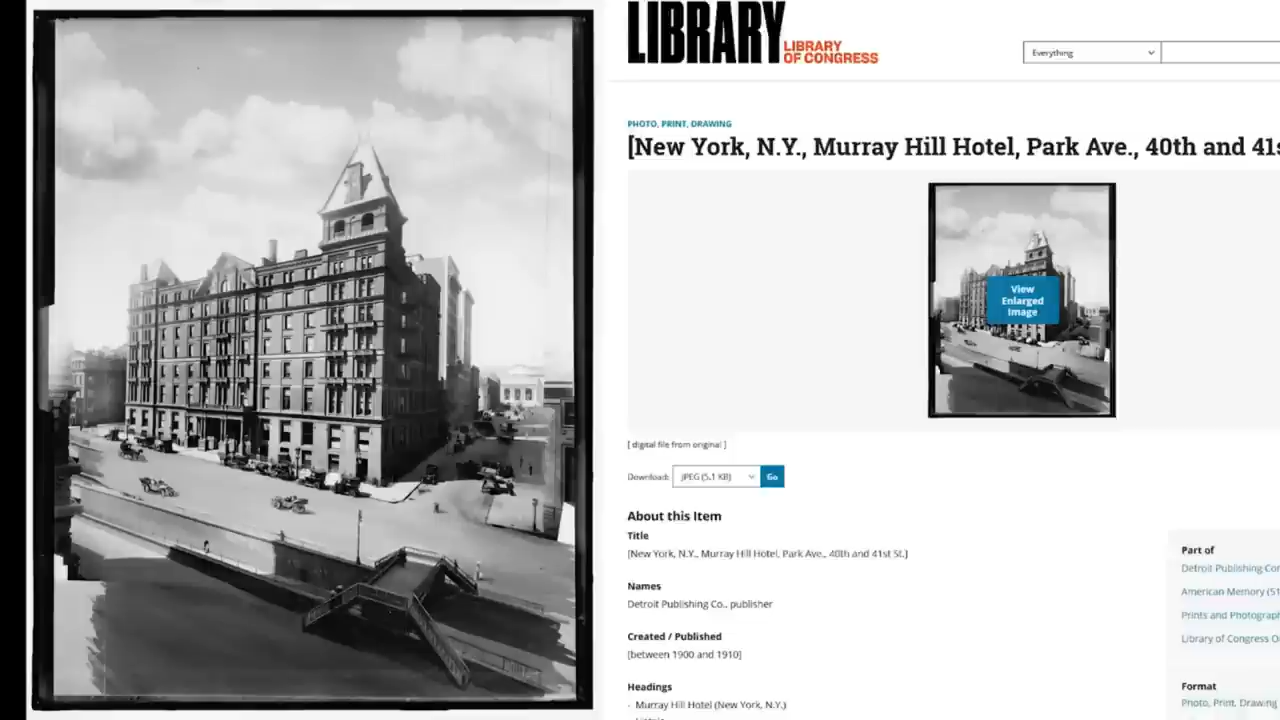 LIBRARY
LIBRARY
OF CONGRESS
Everything
PHOTO, PRINT, DRAWING
[New York, N.Y., Murray Hill Hotel, Park Ave., 40th and 41s
View
Enlarged
Image
[ digital file from original ]
Download: JPEG (5.1 KB) Go
About this Item
Title
[New York, N.Y., Murray Hill Hotel, Park Ave., 40th and 41st St.]
Names
Detroit Publishing Co., publisher
Created / Published
[between 1900 and 1910]
Headings
- Murray Hill Hotel (New York, N.Y.)
Part of
Detroit Publishing Co
American Memory (51
Prints and Photograp
Library of Congress O
Format
Photo, Print, Drawing